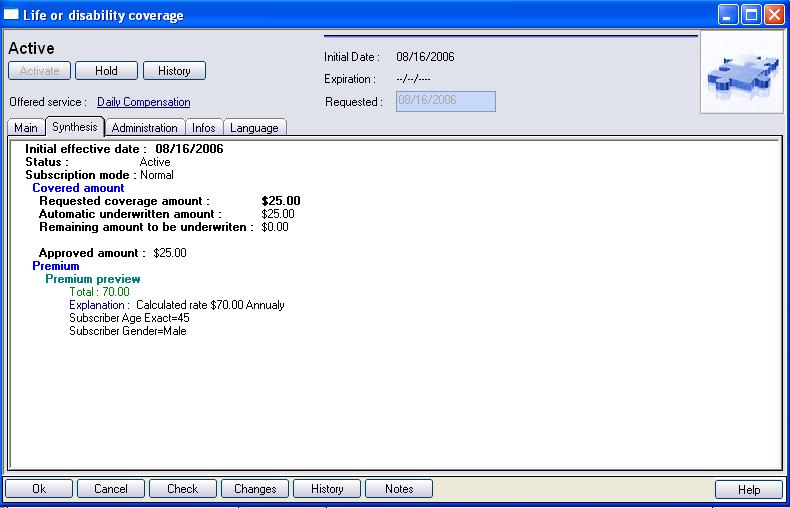 Life or disability coverage
Active
Activate Hold History
Offered service : Daily Compensation
Initial Date : 08/16/2006
Expiration : --/--/----
Requested : 08/16/2006
Main Synthesis Administration Infos Language
Initial effective date : 08/16/2006
Status : Active
Subscription mode : Normal
Covered amount
Requested coverage amount : $25.00
Automatic underwritten amount : $25.00
Remaining amount to be underwriten : $0.00
Approved amount : $25.00
Premium
Premium preview
Total : 70.00
Explanation : Calculated rate $70.00 Annualy
Subscriber Age Exact=45
Subscriber Gender=Male
Ok Cancel Check Changes History Notes Help